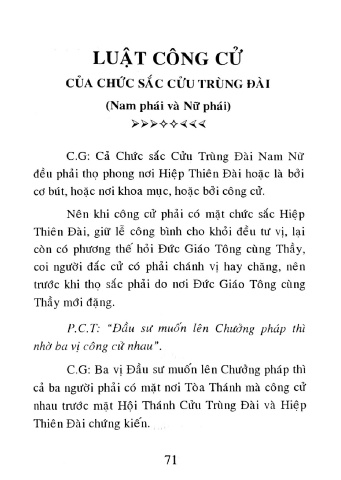 LUẬT CÔNG CỬ
CỦA CHỨC SẮC CỬU TRÙNG ĐÀI
(Nam phái và Nữ phái)
C.G: Cả Chức sắc Cửu Trùng Đài Nam Nữ
đều phải thọ phong nơi Hiệp Thiên Đài hoặc là bởi
cơ bút, hoặc nơi khoa mục, hoặc bởi công cử.
Nên khi công cử phải có mặt chức sắc Hiệp
Thiên Đài, giữ lẽ công bình cho khỏi đều tư vị, lại
còn có phương thế hỏi Đức Giáo Tông cùng Thầy,
coi người đắc cử có phải chánh vị hay chăng, nên
trước khi thọ sắc phải do nơi Đức Giáo Tông cùng
Thầy mới đặng.
P.C.T: “Đầu sư muốn lên Chưởng pháp thì
nhờ ba vị công cử nhau”.
C.G: Ba vị Đầu sư muốn lên Chưởng pháp thì
cả ba người phải có mặt nơi Tòa Thánh mà công cử
nhau trước mặt Hội Thánh Cửu Trùng Đài và Hiệp
Thiên Đài chứng kiến.
71